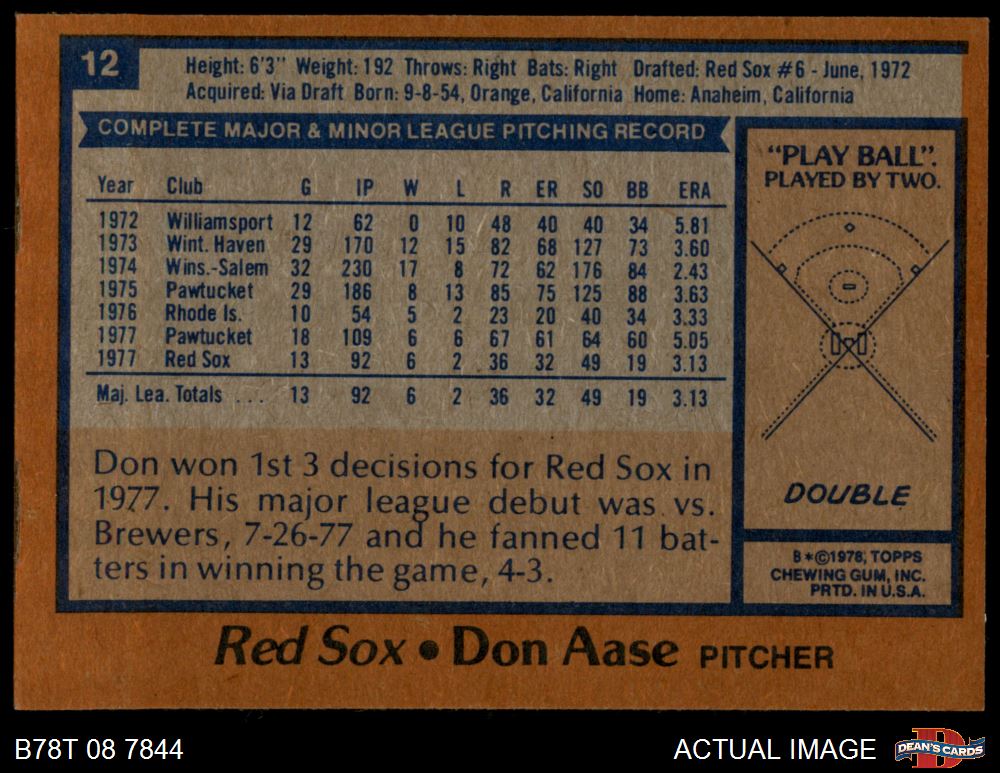 12
Height: 6'3" Weight: 192 Throws: Right Bats: Right Drafted: Red Sox #6 - June, 1972
Acquired: Via Draft Born: 9-8-54, Orange, California Home: Anaheim, California
COMPLETE MAJOR & MINOR LEAGUE PITCHING RECORD
Year Club G IP W L R ER SO BB ERA
1972 Williamsport 12 62 0 10 48 40 40 34 5.81
1973 Wint. Haven 29 170 12 15 82 68 127 73 3.60
1974 Wins.-Salem 32 230 17 8 72 62 176 84 2.43
1975 Pawtucket 29 186 8 13 85 75 125 88 3.63
1976 Rhode Is. 10 54 5 2 23 20 40 34 3.33
1977 Pawtucket 18 109 6 6 67 61 64 60 5.05
1977 Red Sox 13 92 6 2 36 32 49 19 3.13
Maj. Lea. Totals ... 13 92 6 2 36 32 49 19 3.13
Don won 1st 3 decisions for Red Sox in
1977. His major league debut was vs.
Brewers, 7-26-77 and he fanned 11 bat-
ters in winning the game, 4-3.
"PLAY BALL".
PLAYED BY TWO.
DOUBLE
B*©1978, TOPPS
CHEWING GUM, INC.
PRTD. IN U.S.A.
Red Sox • Don Aase PITCHER
B78T 08 7844
ACTUAL IMAGE
D
DEAN'S CARDS